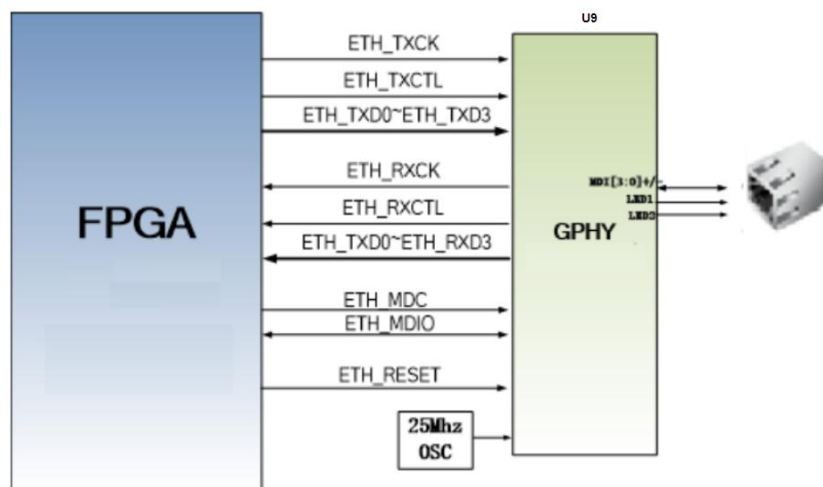 U9
ETH_TXCK
ETH_TXCTL
ETH_TXD0~ETH_TXD3
ETH_RXCK
ETH_RXCTL
ETH_TXD0~ETH_RXD3
ETH_MDC
ETH_MDIO
ETH_RESET
FPGA
GPHY
MDI[3:0]+/-
LED1
LED2
25Mhz
OSC